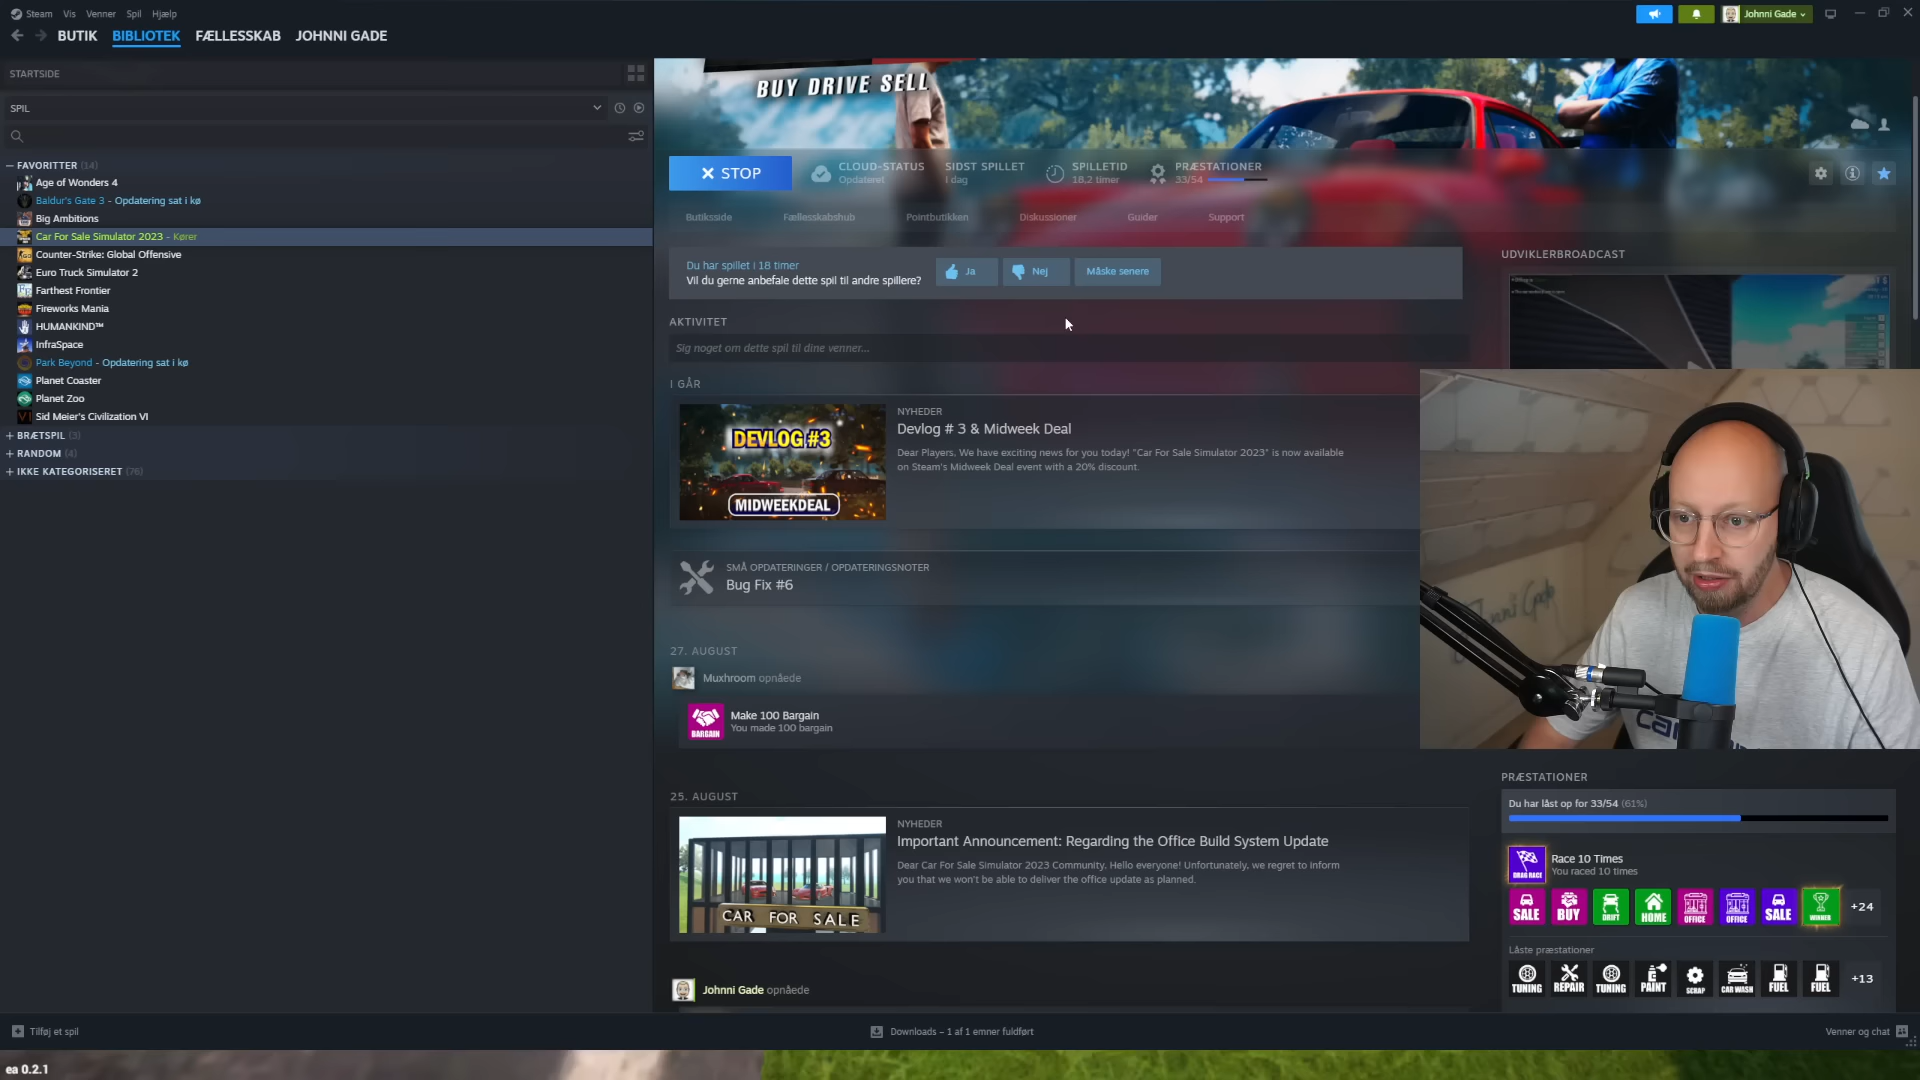 Steam Vis Venner Spil Hjælp
Johnni Gade
BUTIK BIBLIOTEK FÆLLESSKAB JOHNNI GADE
STARTSIDE
SPIL
FAVORITTER (14)
Age of Wonders 4
Baldur's Gate 3 - Opdatering sat i kø
Big Ambitions
Car For Sale Simulator 2023 - Kører
Counter-Strike: Global Offensive
Euro Truck Simulator 2
Farthest Frontier
Fireworks Mania
HUMANKIND™
InfraSpace
Park Beyond - Opdatering sat i kø
Planet Coaster
Planet Zoo
Sid Meier's Civilization VI
BRÆTSPIL (3)
RANDOM (4)
IKKE KATEGORISERET (76)
BUY DRIVE SELL
STOP
CLOUD-STATUS
Opdateret
SIDST SPILLET
I dag
SPILLETID
18,2 timer
PRÆSTATIONER
33/54
Butiksside Fællesskabshub Pointbutikken Diskussioner Guider Support
Du har spillet i 18 timer
Vil du gerne anbefale dette spil til andre spillere?
Ja Nej Måske senere
AKTIVITET
Sig noget om dette spil til dine venner...
I GÅR
DEVLOG #3
MIDWEEKDEAL
NYHEDER
Devlog # 3 & Midweek Deal
Dear Players, We have exciting news for you today! "Car For Sale Simulator 2023" is now available
on Steam's Midweek Deal event with a 20% discount.
SMÅ OPDATERINGER / OPDATERINGSNOTER
Bug Fix #6
27. AUGUST
Muxhroom opnåede
BARGAIN
Make 100 Bargain
You made 100 bargain
25. AUGUST
CAR FOR SALE
NYHEDER
Important Announcement: Regarding the Office Build System Update
Dear Car For Sale Simulator 2023 Community, Hello everyone! Unfortunately, we regret to inform
you that we won't be able to deliver the office update as planned.
Johnni Gade opnåede
UDVIKLERBROADCAST
PRÆSTATIONER
Du har låst op for 33/54 (61%)
DRAG RACE
Race 10 Times
You raced 10 times
SALE BUY DRIFT HOME OFFICE OFFICE SALE WINNER +24
Låste præstationer
TUNING REPAIR TUNING PAINT SCRAP CAR WASH FUEL FUEL +13
Tilføj et spil
Downloads – 1 af 1 emner fuldført
Venner og chat
ea 0.2.1